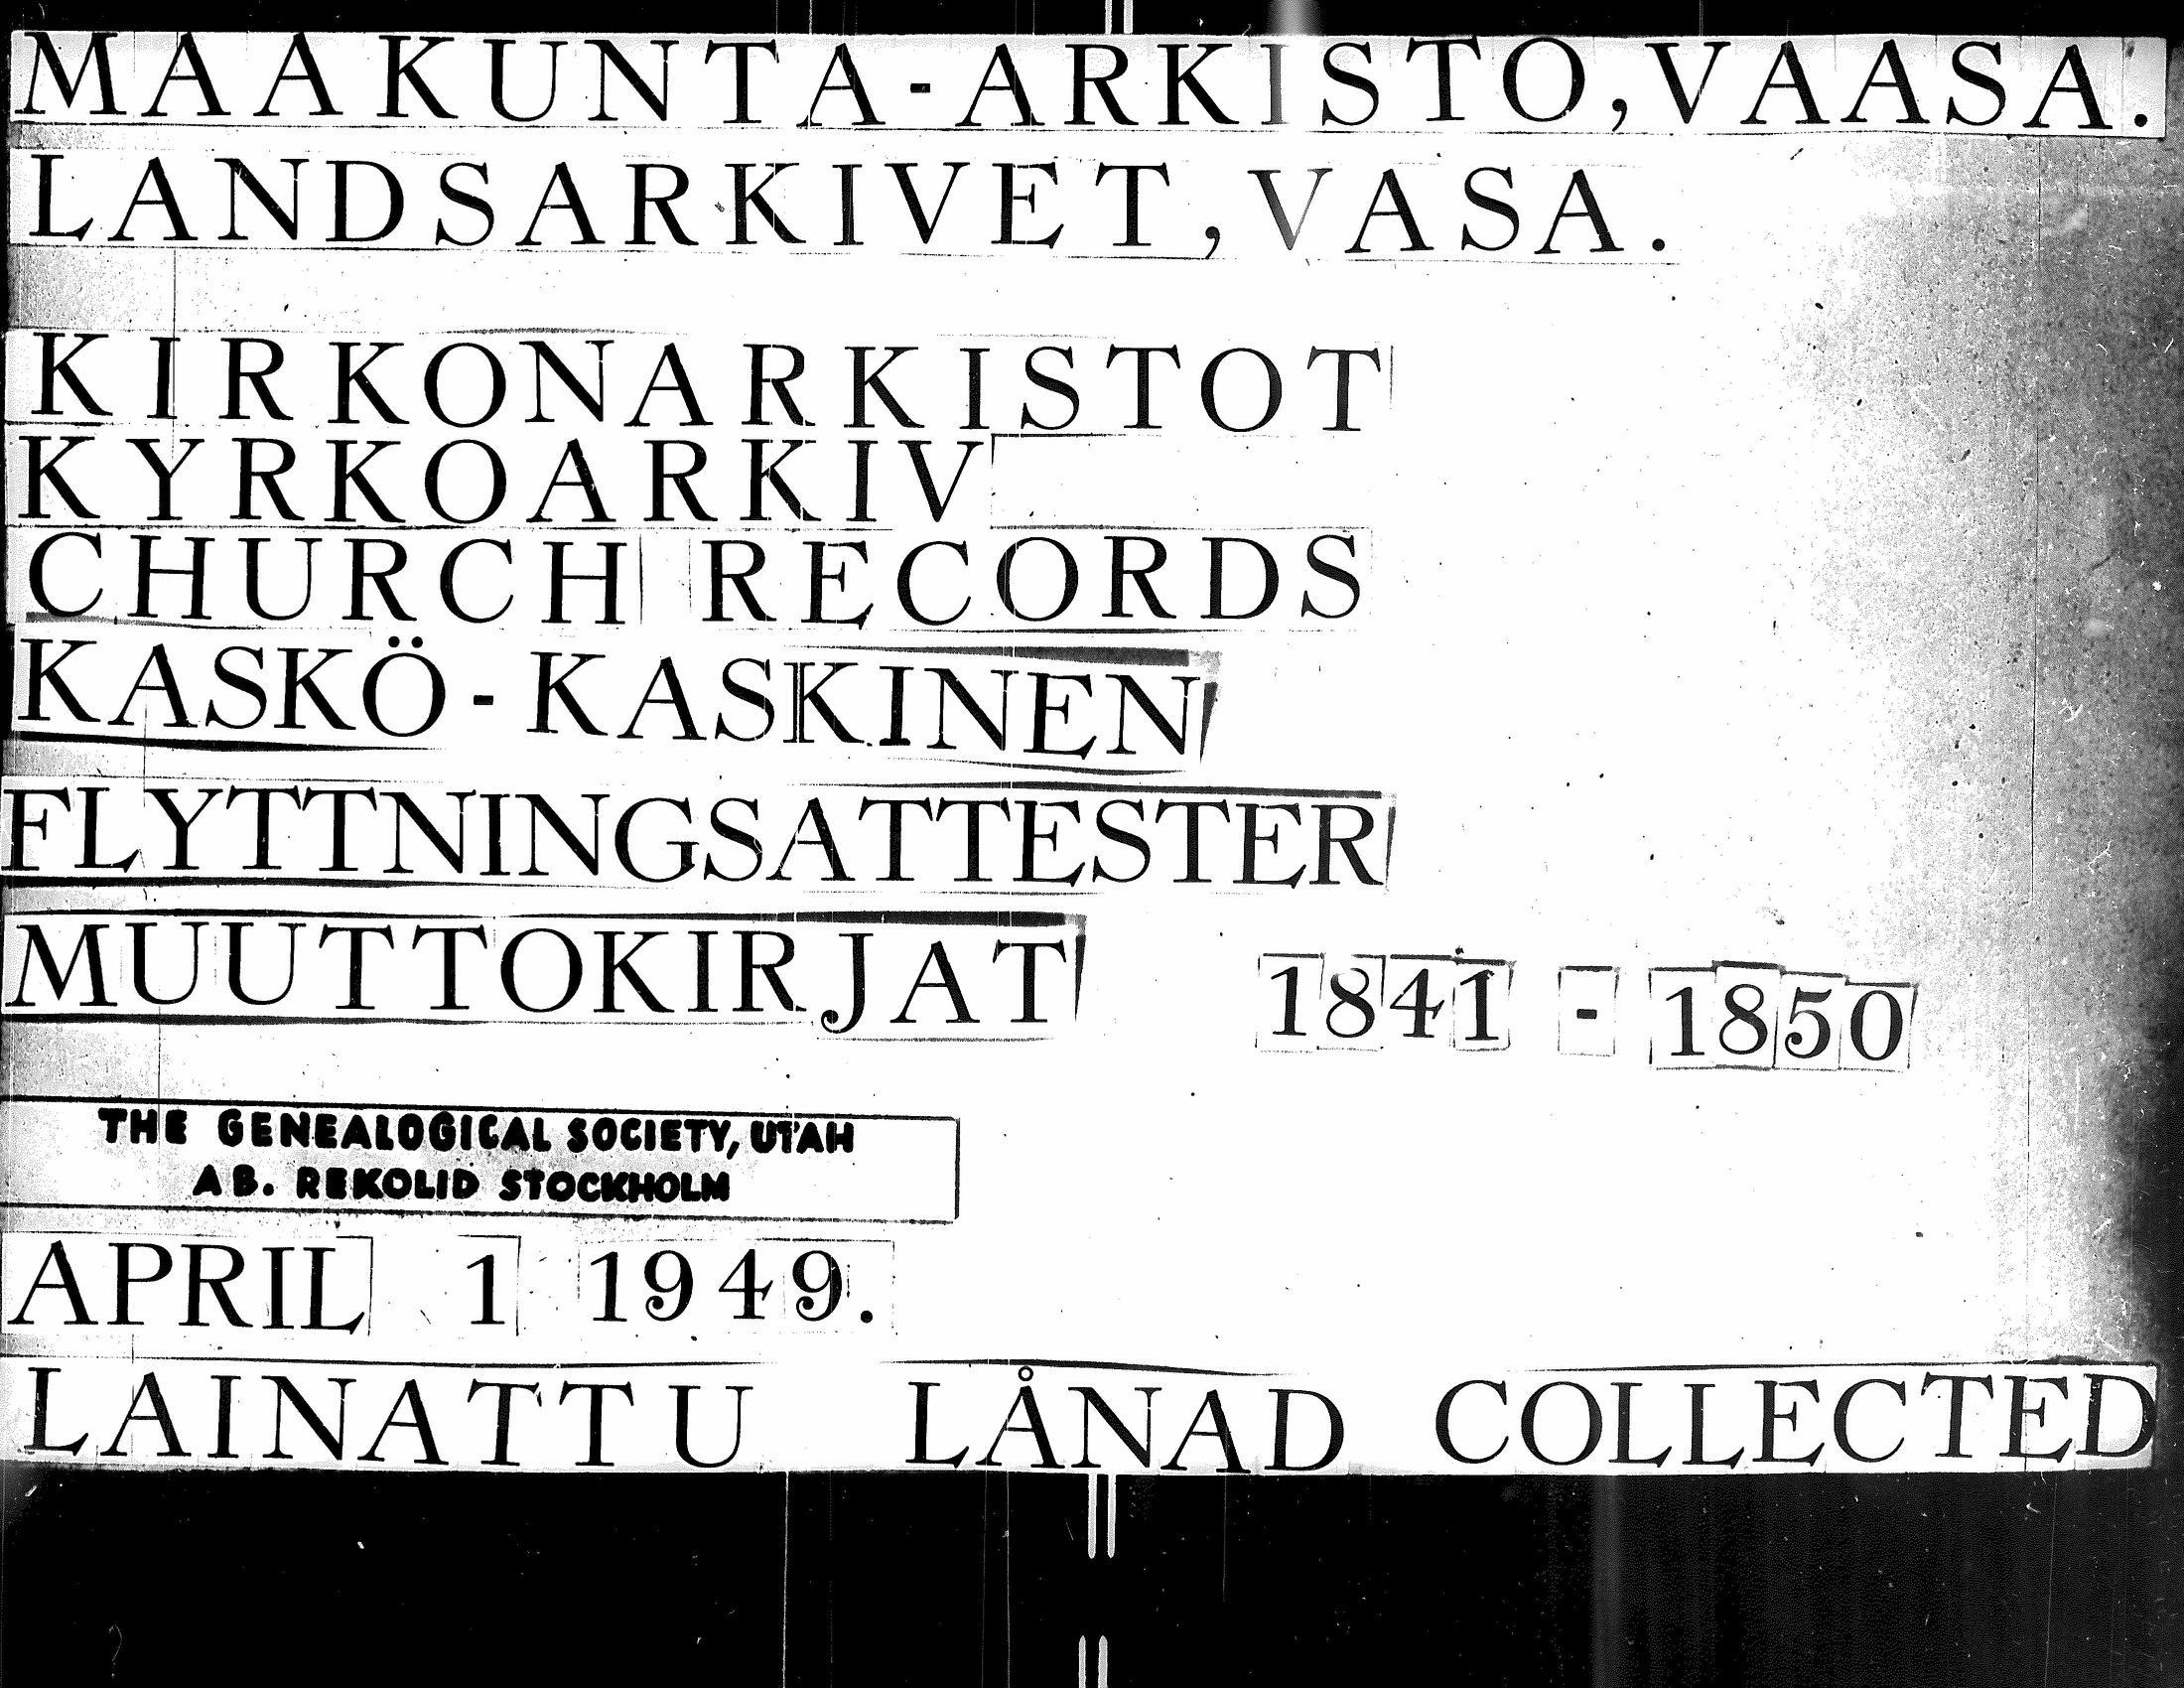 MAAKUNTA-ARKISTO, VAASA.
LANDSARKIVET, VASA.
KIRKONARKISTOT
KYRKOARKIV
CHURCH RECORDS
KASKÖ-KASKINEN
FLYTTNINGSATTESTER
MUUTTOKIRJAT 1841 - 1850
THE GENEALOGICAL SOCIETY, UTAH
AB. REKOLID STOCKHOLM
APRIL 1 1949.
LAINATTU LÅNAD COLLECTED